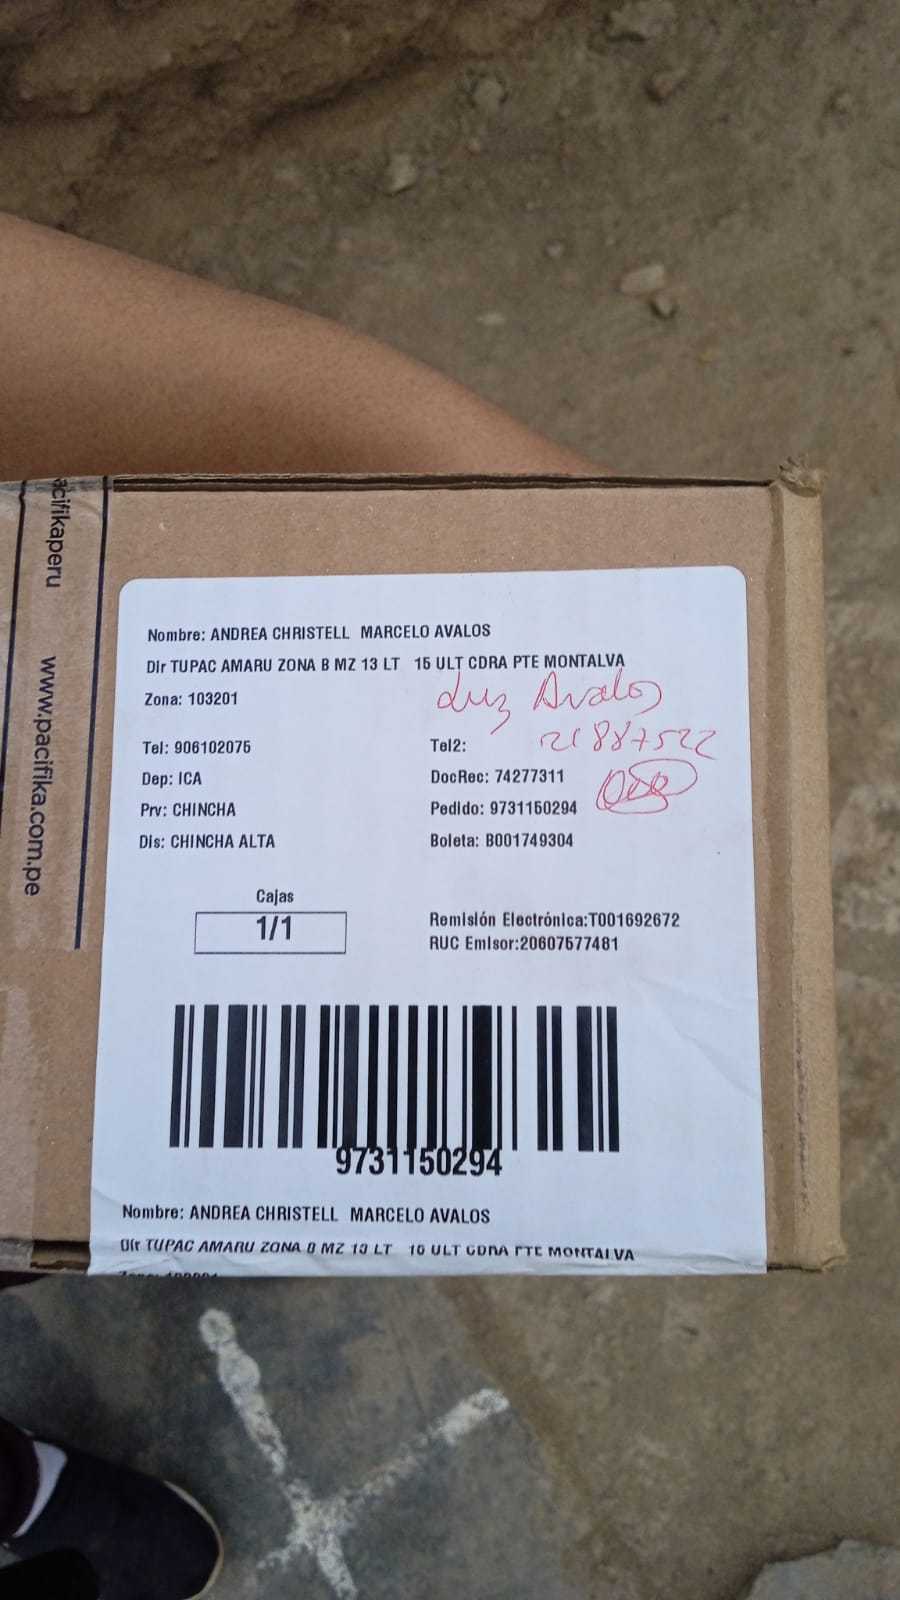 acifikaperu
www.pacifika.com.pe
Nombre: ANDREA CHRISTELL MARCELO AVALOS
Dir TUPAC AMARU ZONA B MZ 13 LT 15 ULT CDRA PTE MONTALVA
Zona: 103201
Luz Avalos
21887522
Tel: 906102075
Tel2:
Dep: ICA
DocRec: 74277311
Prv: CHINCHA
Pedido: 9731150294
Dis: CHINCHA ALTA
Boleta: B001749304
Cajas
1/1
Remisión Electrónica:T001692672
RUC Emisor:20607577481
9731150294
Nombre: ANDREA CHRISTELL MARCELO AVALOS
Dir TUPAC AMARU ZONA B MZ 13 LT 15 ULT CDRA PTE MONTALVA